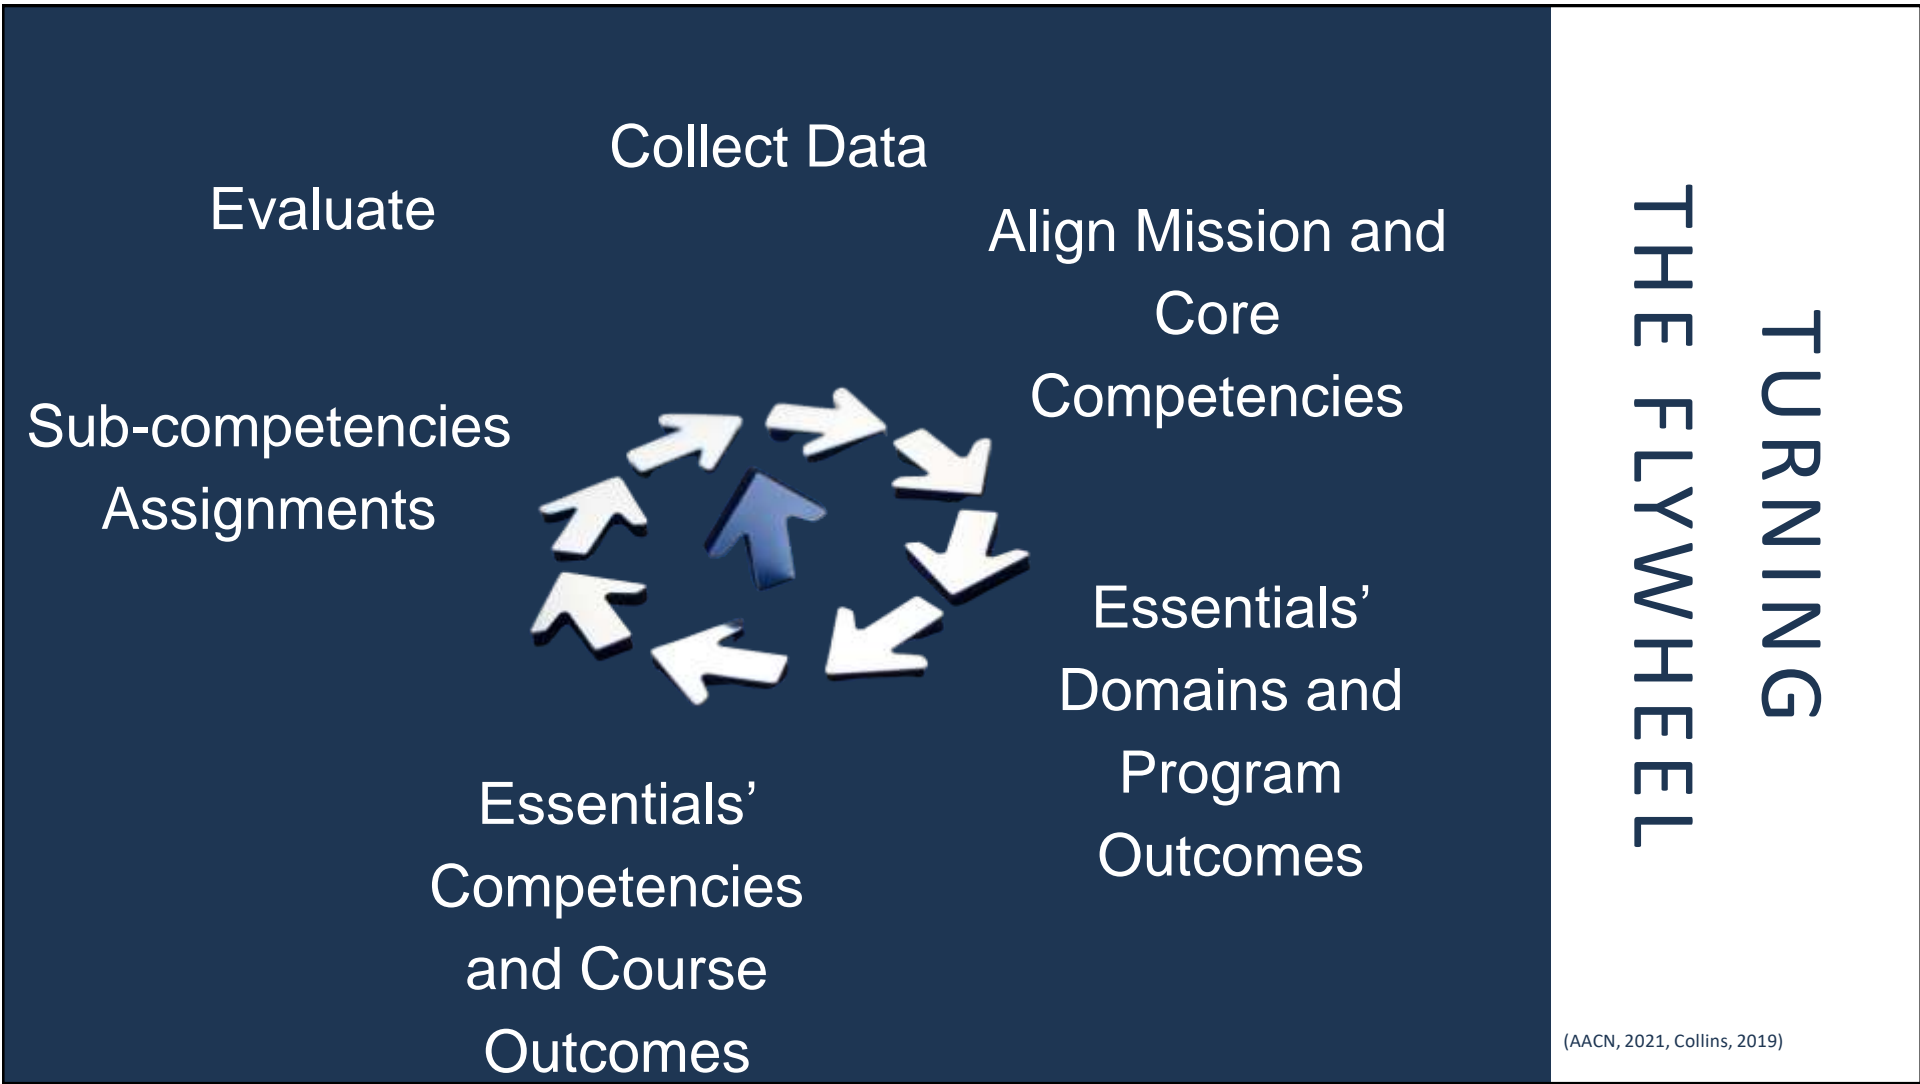 Collect Data
Evaluate
Align Mission and
Core
Competencies
Sub-competencies
Assignments
Essentials’
Domains and
Program
Outcomes
Essentials’
Competencies
and Course
Outcomes
TURNING
THE FLYWHEEL
(AACN, 2021, Collins, 2019)